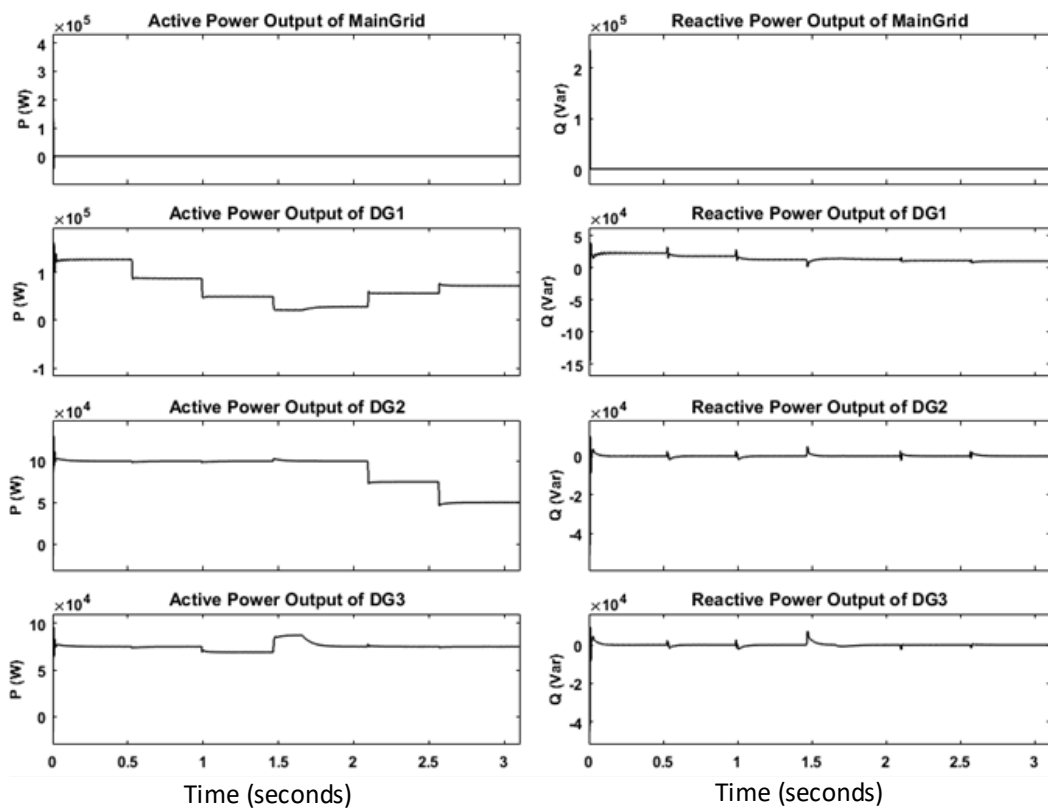 Active Power Output of MainGrid
×10⁵
4
3
2
1
0
P (W)
Reactive Power Output of MainGrid
×10⁵
2
1
0
Q (Var)
Active Power Output of DG1
×10⁵
1
0
-1
P (W)
Reactive Power Output of DG1
×10⁴
5
0
-5
-10
-15
Q (Var)
Active Power Output of DG2
×10⁴
10
5
0
P (W)
Reactive Power Output of DG2
×10⁴
0
-2
-4
Q (Var)
Active Power Output of DG3
×10⁴
10
5
0
P (W)
0 0.5 1 1.5 2 2.5 3
Time (seconds)
Reactive Power Output of DG3
×10⁴
0
-2
-4
Q (Var)
0 0.5 1 1.5 2 2.5 3
Time (seconds)